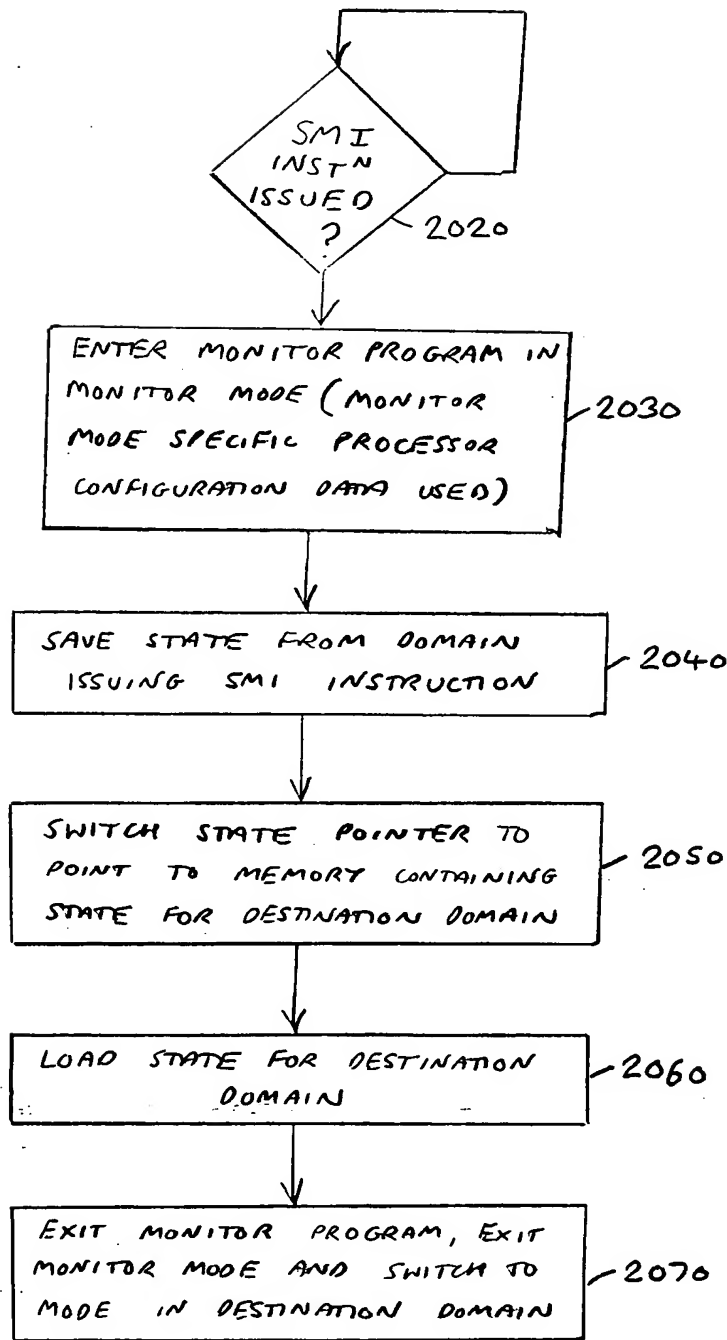 SMI
INSTN
ISSUED
?
2020
ENTER MONITOR PROGRAM IN
MONITOR MODE (MONITOR
MODE SPECIFIC PROCESSOR
CONFIGURATION DATA USED)
2030
SAVE STATE FROM DOMAIN
ISSUING SMI INSTRUCTION
2040
SWITCH STATE POINTER TO
POINT TO MEMORY CONTAINING
STATE FOR DESTINATION DOMAIN
2050
LOAD STATE FOR DESTINATION
DOMAIN
2060
EXIT MONITOR PROGRAM, EXIT
MONITOR MODE AND SWITCH TO
MODE IN DESTINATION DOMAIN
2070